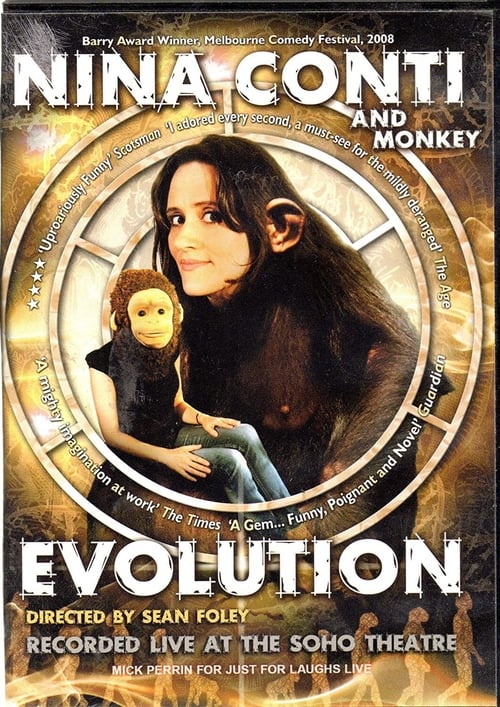 Barry Award Winner, Melbourne Comedy Festival, 2008
NINA CONTI
AND
MONKEY
★★★★★ 'Uproariously Funny' Scotsman 'I adored every second, a must-see for the mildly deranged' The Age
'A mighty imagination at work' The Times 'A Gem... Funny, Poignant and Novel' Guardian
EVOLUTION
DIRECTED BY SEAN FOLEY
RECORDED LIVE AT THE SOHO THEATRE
MICK PERRIN FOR JUST FOR LAUGHS LIVE